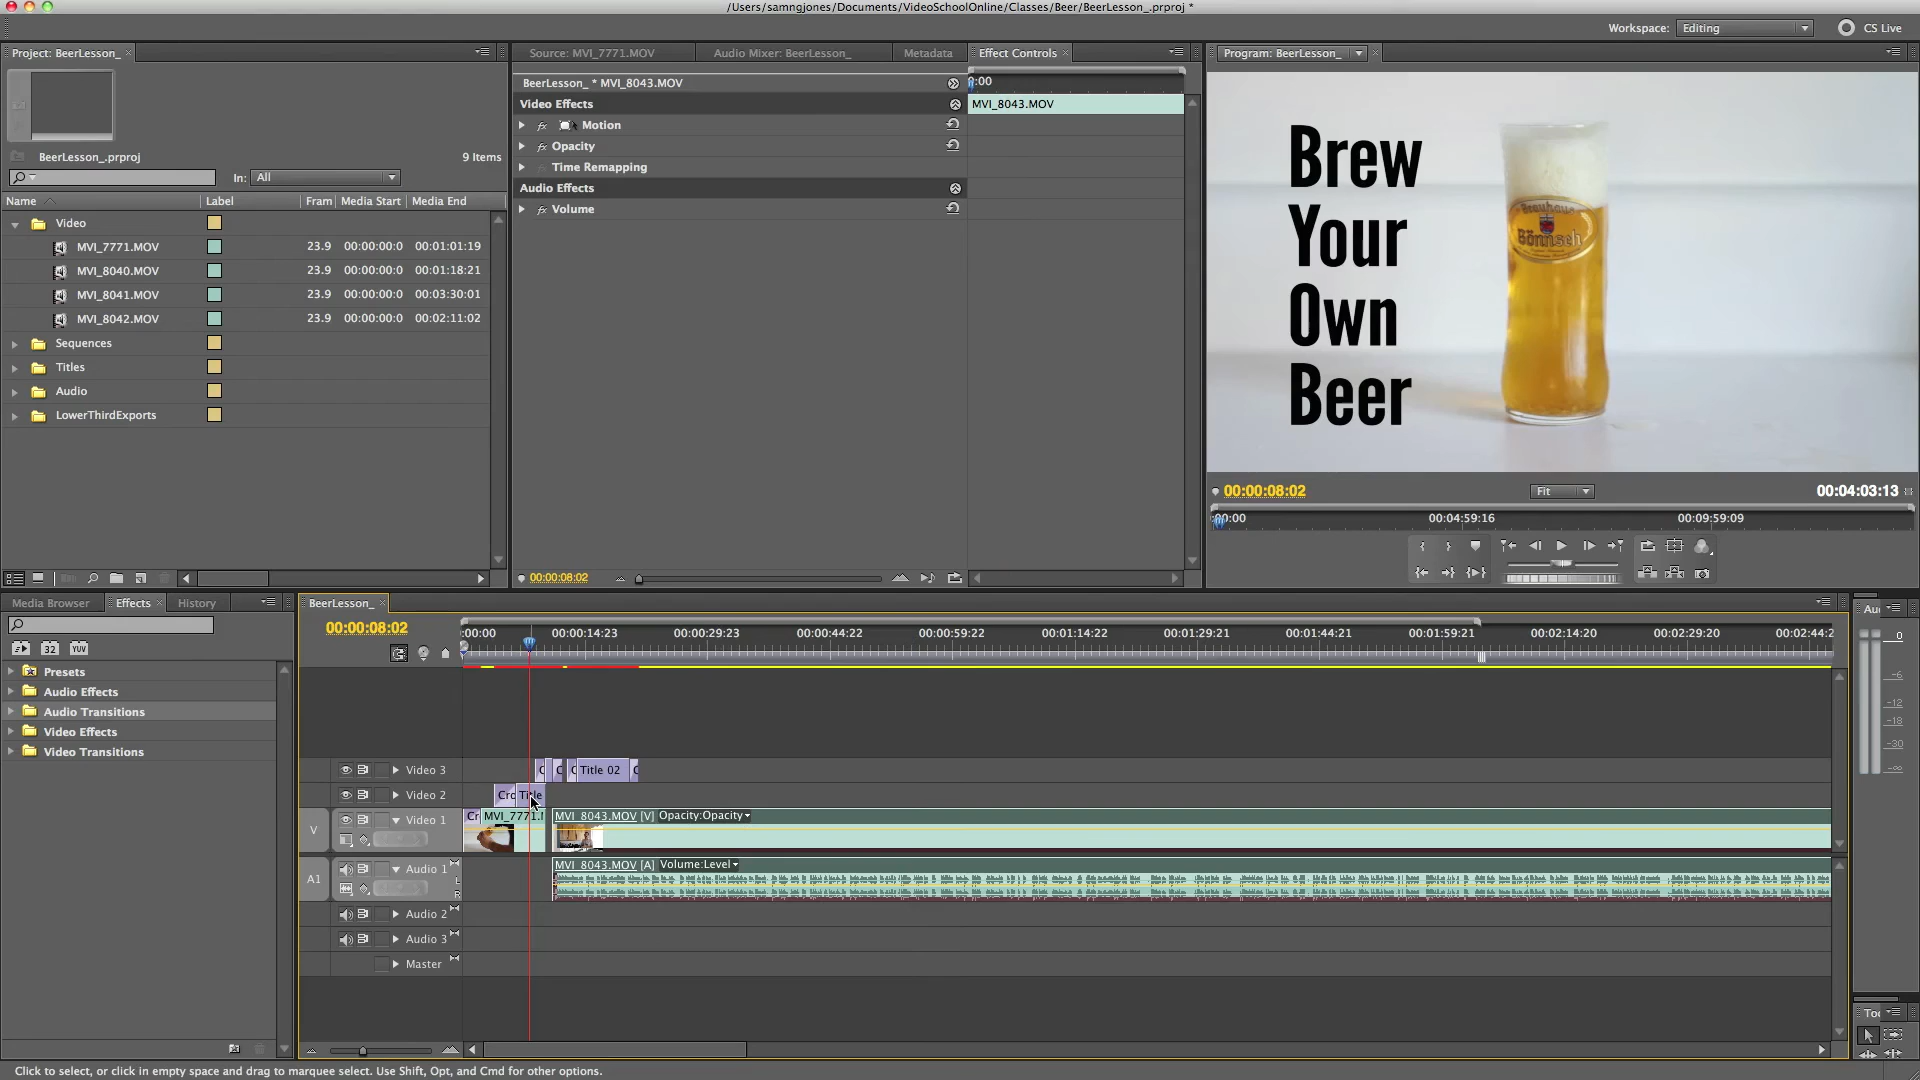 /Users/samngjones/Documents/VideoSchoolOnline/Classes/Beer/BeerLesson_.prproj *
Workspace: Editing CS Live
Project: BeerLesson_
BeerLesson_.prproj 9 Items
In: All
Name Label Fram Media Start Media End
Video
MVI_7771.MOV 23.9 00:00:00:0 00:01:01:19
MVI_8040.MOV 23.9 00:00:00:0 00:01:18:21
MVI_8041.MOV 23.9 00:00:00:0 00:03:30:01
MVI_8042.MOV 23.9 00:00:00:0 00:02:11:02
Sequences
Titles
Audio
LowerThirdExports
Source: MVI_7771.MOV Audio Mixer: BeerLesson_ Metadata Effect Controls
BeerLesson_ * MVI_8043.MOV
:00
Video Effects
MVI_8043.MOV
fx Motion
fx Opacity
Time Remapping
Audio Effects
fx Volume
00:00:08:02
Program: BeerLesson_
Brew
Your
Own
Beer
Brauhaus
Bönnsch
00:00:08:02 Fit 00:04:03:13
00:00 00:04:59:16 00:09:59:09
Media Browser Effects History
32 YUV
Presets
Audio Effects
Audio Transitions
Video Effects
Video Transitions
BeerLesson_
00:00:08:02
:00:00 00:00:14:23 00:00:29:23 00:00:44:22 00:00:59:22 00:01:14:22 00:01:29:21 00:01:44:21 00:01:59:21 00:02:14:20 00:02:29:20 00:02:44:2
Video 3 C C C Title 02 C
Video 2 Cro Title
V Video 1 Cr MVI_7771.M MVI_8043.MOV [V] Opacity:Opacity
A1 Audio 1 L R MVI_8043.MOV [A] Volume:Level
Audio 2
Audio 3
Master
Au
0
-6
-12
-18
-30
-∞
Too
Click to select, or click in empty space and drag to marquee select. Use Shift, Opt, and Cmd for other options.